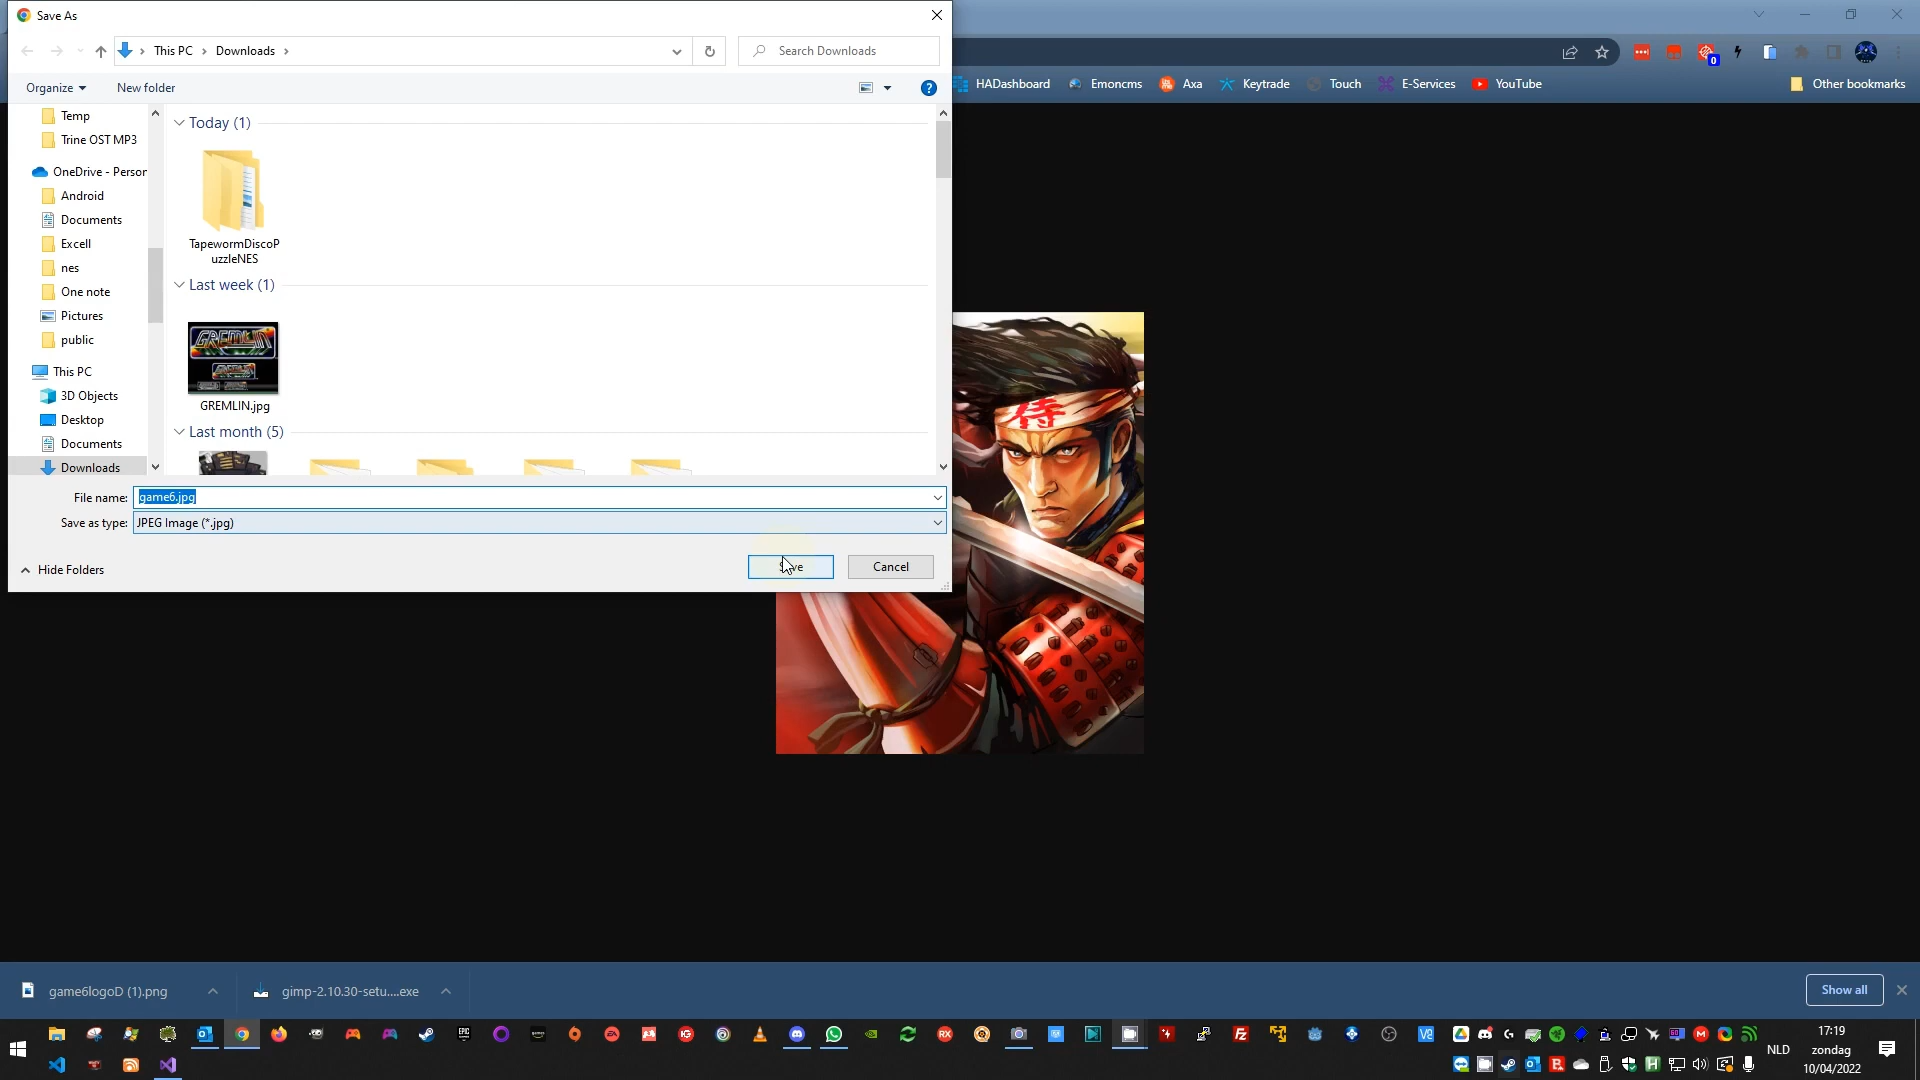 Save As
This PC > Downloads >
Search Downloads
HADashboard
Emoncms
Axa
Keytrade
Touch
E-Services
YouTube
Other bookmarks
0
Organize
New folder
Temp
Trine OST MP3
OneDrive - Person
Android
Documents
Excell
nes
One note
Pictures
public
This PC
3D Objects
Desktop
Documents
Downloads
Today (1)
TapewormDiscoP
uzzleNES
Last week (1)
GREMLIN
GREMLIN.jpg
Last month (5)
侍
File name: game6.jpg
Save as type: JPEG Image (*.jpg)
Hide Folders
Cancel
game6logoD (1).png
gimp-2.10.30-setu....exe
Show all
NLD
17:19
zondag
10/04/2022